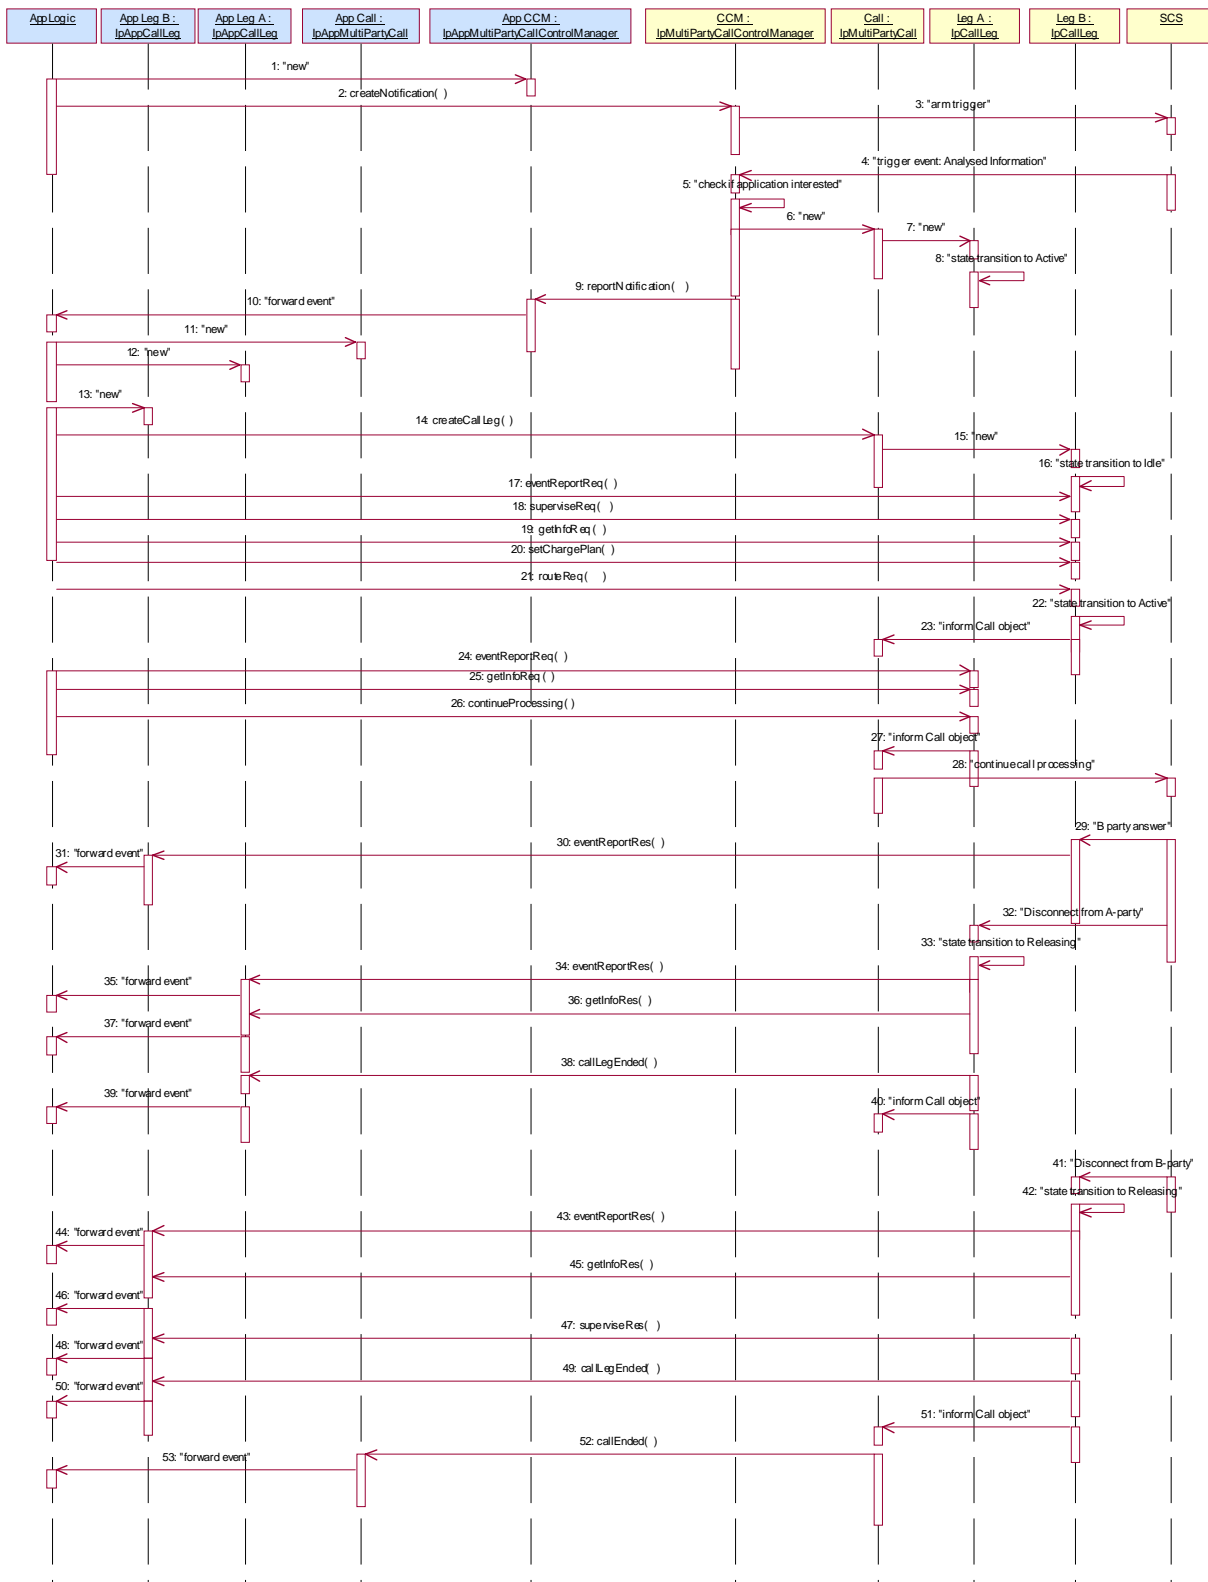 AppLogic
App Leg B :
IpAppCallLeg
App Leg A :
IpAppCallLeg
App Call :
IpAppMultiPartyCall
App CCM :
IpAppMultiPartyCallControlManager
CCM :
IpMultiPartyCallControlManager
Call :
IpMultiPartyCall
Leg A :
IpCallLeg
Leg B :
IpCallLeg
SCS
1: "new"
2: createNotification( )
3: "arm trigger"
4: "trigger event: Analysed Information"
5: "check if application interested"
6: "new"
7: "new"
8: "state transition to Active"
9: reportNotification( )
10: "forward event"
11: "new"
12: "new"
13: "new"
14: createCallLeg( )
15: "new"
16: "state transition to Idle"
17: eventReportReq( )
18: superviseReq( )
19: getInfoReq( )
20: setChargePlan( )
21: routeReq( )
22: "state transition to Active"
23: "inform Call object"
24: eventReportReq( )
25: getInfoReq( )
26: continueProcessing( )
27: "inform Call object"
28: "continue call processing"
29: "B party answer"
30: eventReportRes( )
31: "forward event"
32: "Disconnect from A-party"
33: "state transition to Releasing"
34: eventReportRes( )
35: "forward event"
36: getInfoRes( )
37: "forward event"
38: callLegEnded( )
39: "forward event"
40: "inform Call object"
41: "Disconnect from B-party"
42: "state transition to Releasing"
43: eventReportRes( )
44: "forward event"
45: getInfoRes( )
46: "forward event"
47: superviseRes( )
48: "forward event"
49: callLegEnded( )
50: "forward event"
51: "inform Call object"
52: callEnded( )
53: "forward event"